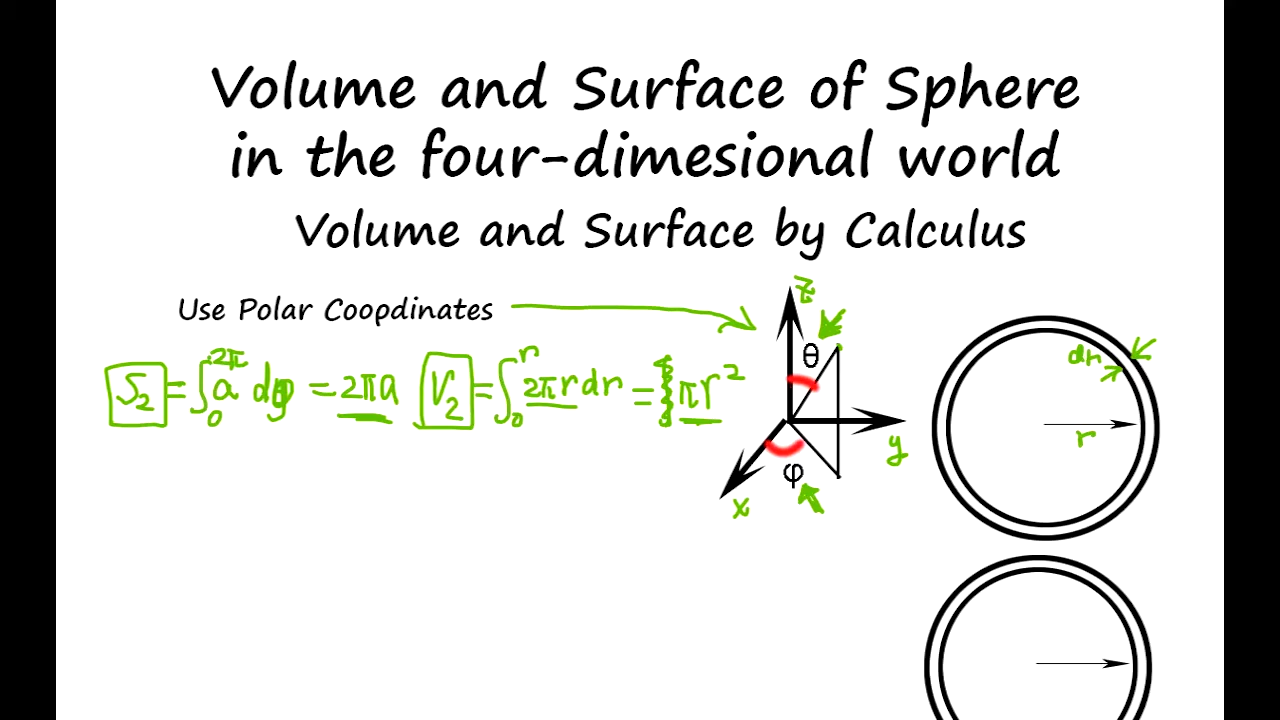 Volume and Surface of Sphere
in the four-dimesional world
Volume and Surface by Calculus
Use Polar Coopdinates
S₂ = ∫₀^2π a dφ = 2πa
V₂ = ∫₀^r 2πr dr = πr²
z
θ
y
φ
x
dr
r